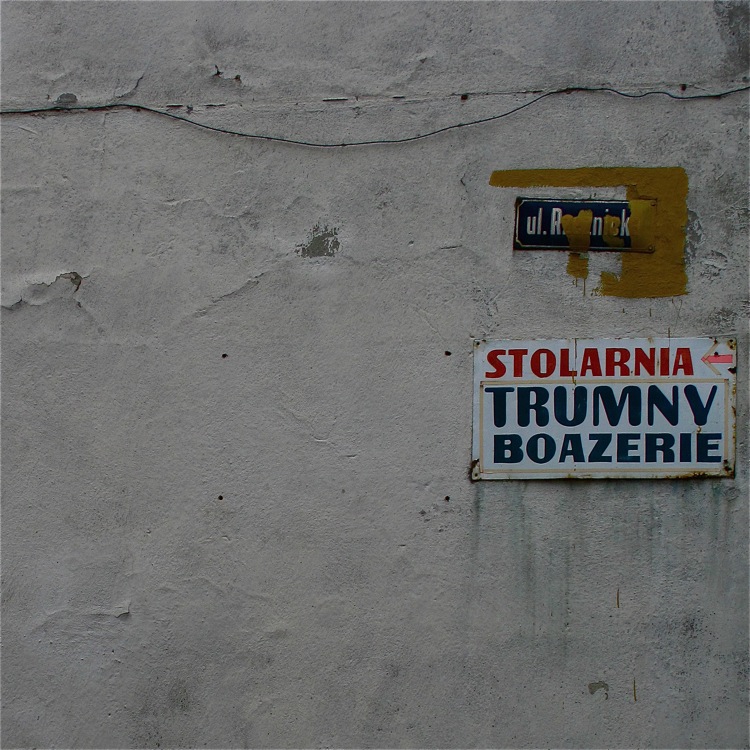 ul.
STOLARNIA
TRUMNY
BOAZERIE